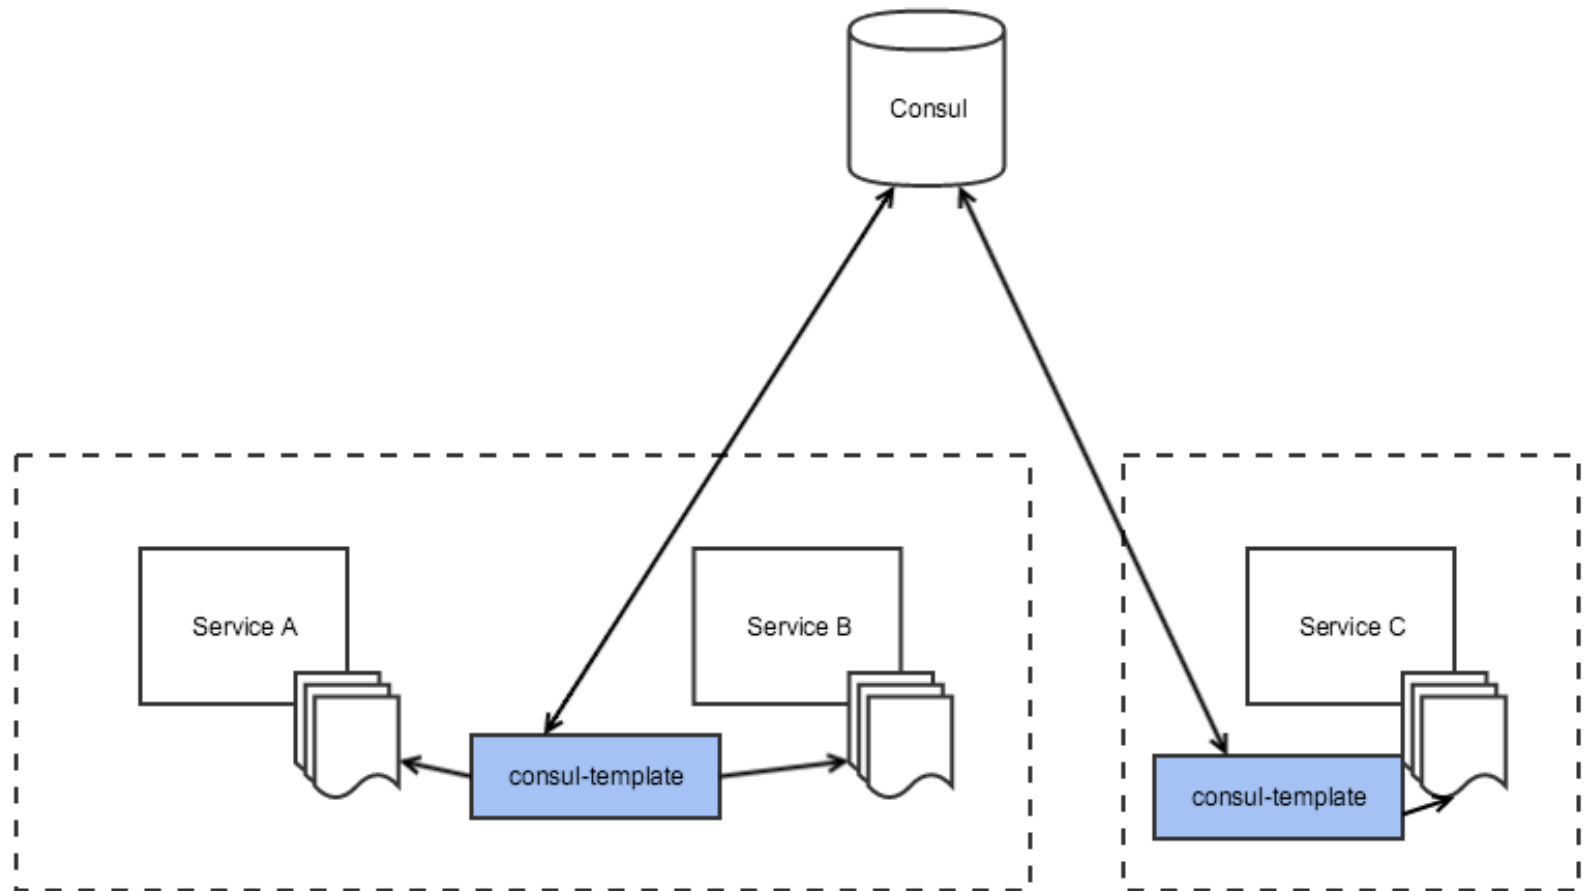 Consul
Service A
Service B
Service C
consul-template
consul-template